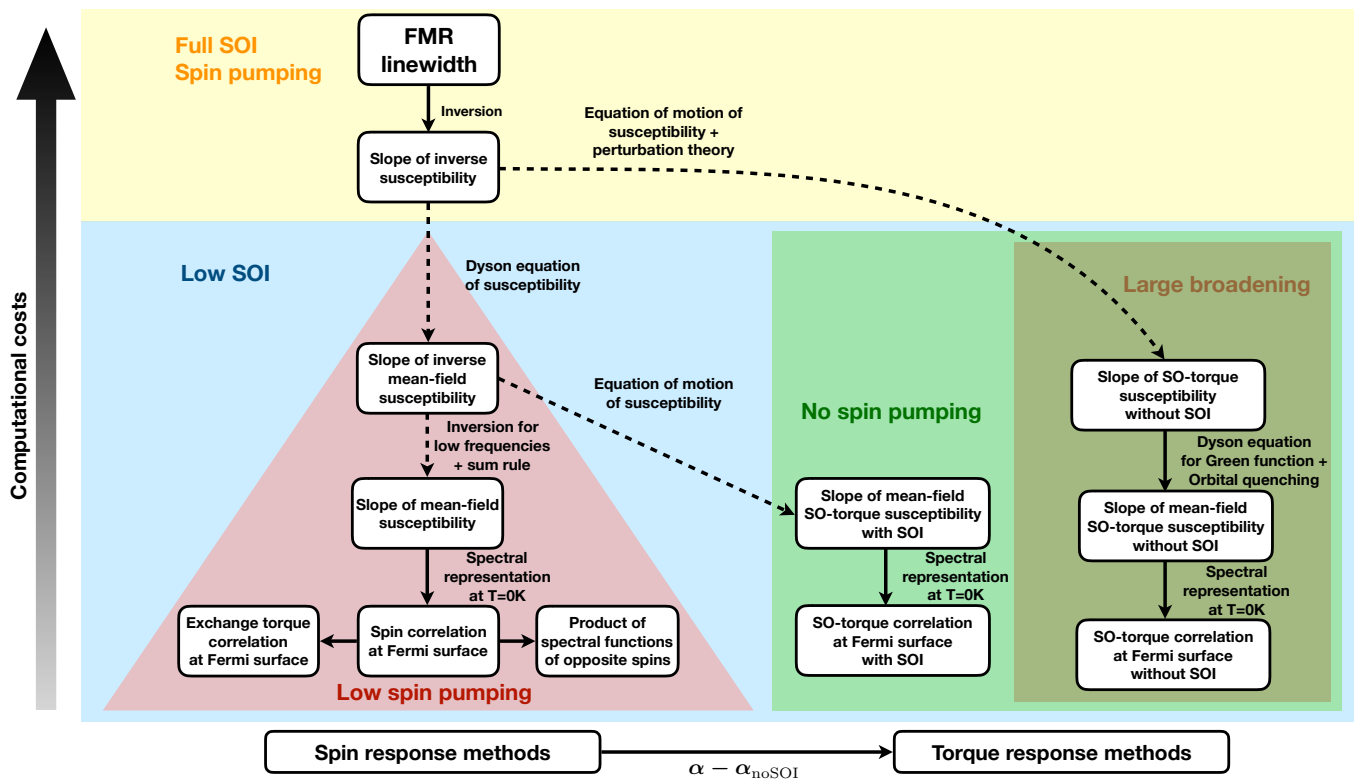 Computational costs
Full SOI
Spin pumping
FMR
linewidth
Inversion
Slope of inverse
susceptibility
Equation of motion of
susceptibility +
perturbation theory
Low SOI
Dyson equation
of susceptibility
Slope of inverse
mean-field
susceptibility
Inversion for
low frequencies
+ sum rule
Slope of mean-field
susceptibility
Spectral
representation
at T=0K
Exchange torque
correlation
at Fermi surface
Spin correlation
at Fermi surface
Product of
spectral functions
of opposite spins
Low spin pumping
Equation of motion
of susceptibility
No spin pumping
Slope of mean-field
SO-torque susceptibility
with SOI
Spectral
representation
at T=0K
SO-torque correlation
at Fermi surface
with SOI
Large broadening
Slope of SO-torque
susceptibility
without SOI
Dyson equation
for Green function +
Orbital quenching
Slope of mean-field
SO-torque susceptibility
without SOI
Spectral
representation
at T=0K
SO-torque correlation
at Fermi surface
without SOI
Spin response methods
α − α_noSOI
Torque response methods